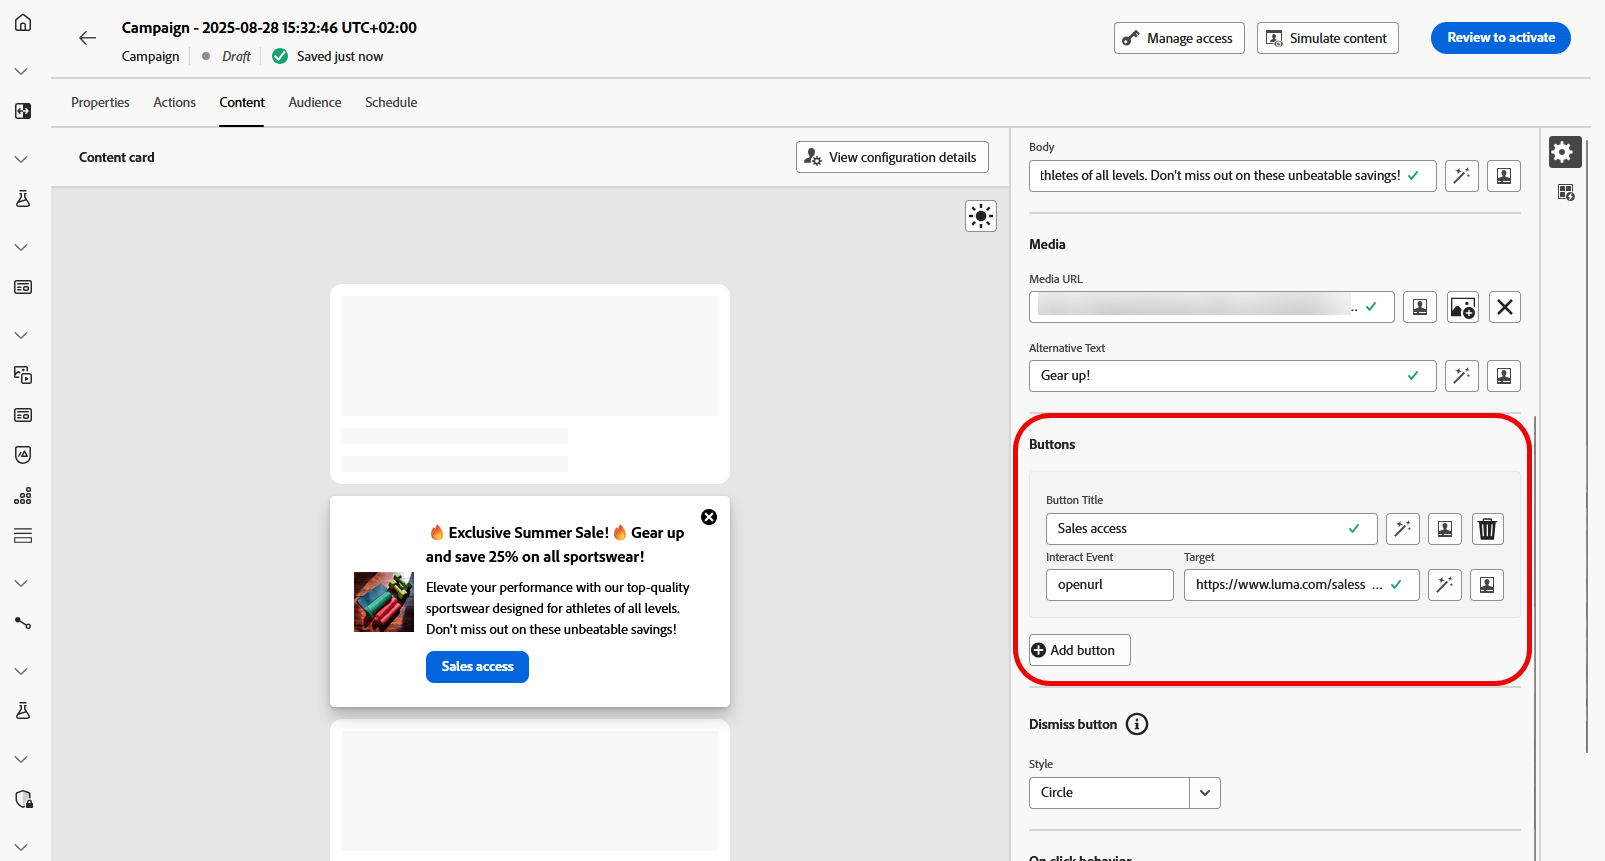 Campaign - 2025-08-28 15:32:46 UTC+02:00
Campaign
Draft
Saved just now
Manage access
Simulate content
Review to activate
Properties
Actions
Content
Audience
Schedule
Content card
View configuration details
🔥 Exclusive Summer Sale! 🔥 Gear up
and save 25% on all sportswear!
Elevate your performance with our top-quality
sportswear designed for athletes of all levels.
Don't miss out on these unbeatable savings!
Sales access
Body
thletes of all levels. Don't miss out on these unbeatable savings!
Media
Media URL
..
Alternative Text
Gear up!
Buttons
Button Title
Sales access
Interact Event
Target
openurl
https://www.luma.com/saless ...
Add button
Dismiss button
Style
Circle
On click behavior